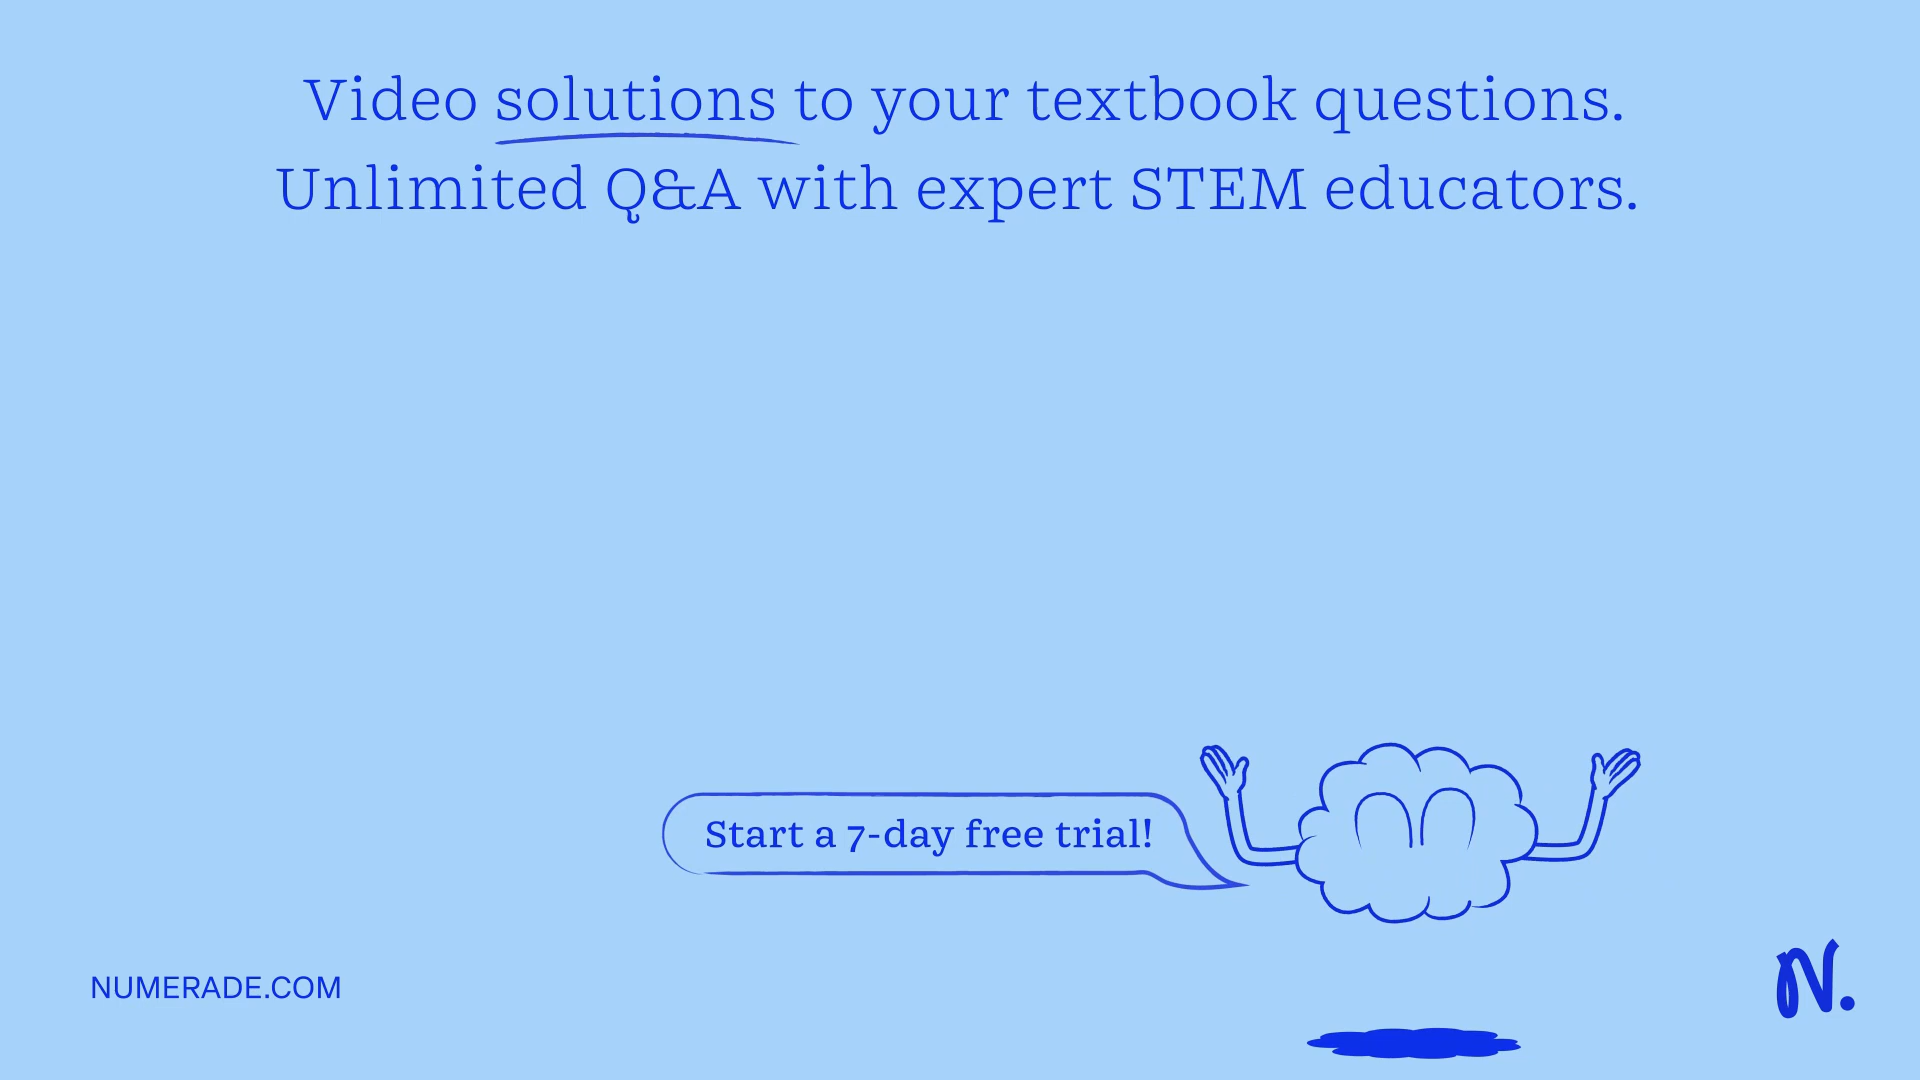 Video solutions to your textbook questions.
Unlimited Q&A with expert STEM educators.
Start a 7-day free trial!
NUMERADE.COM
N.